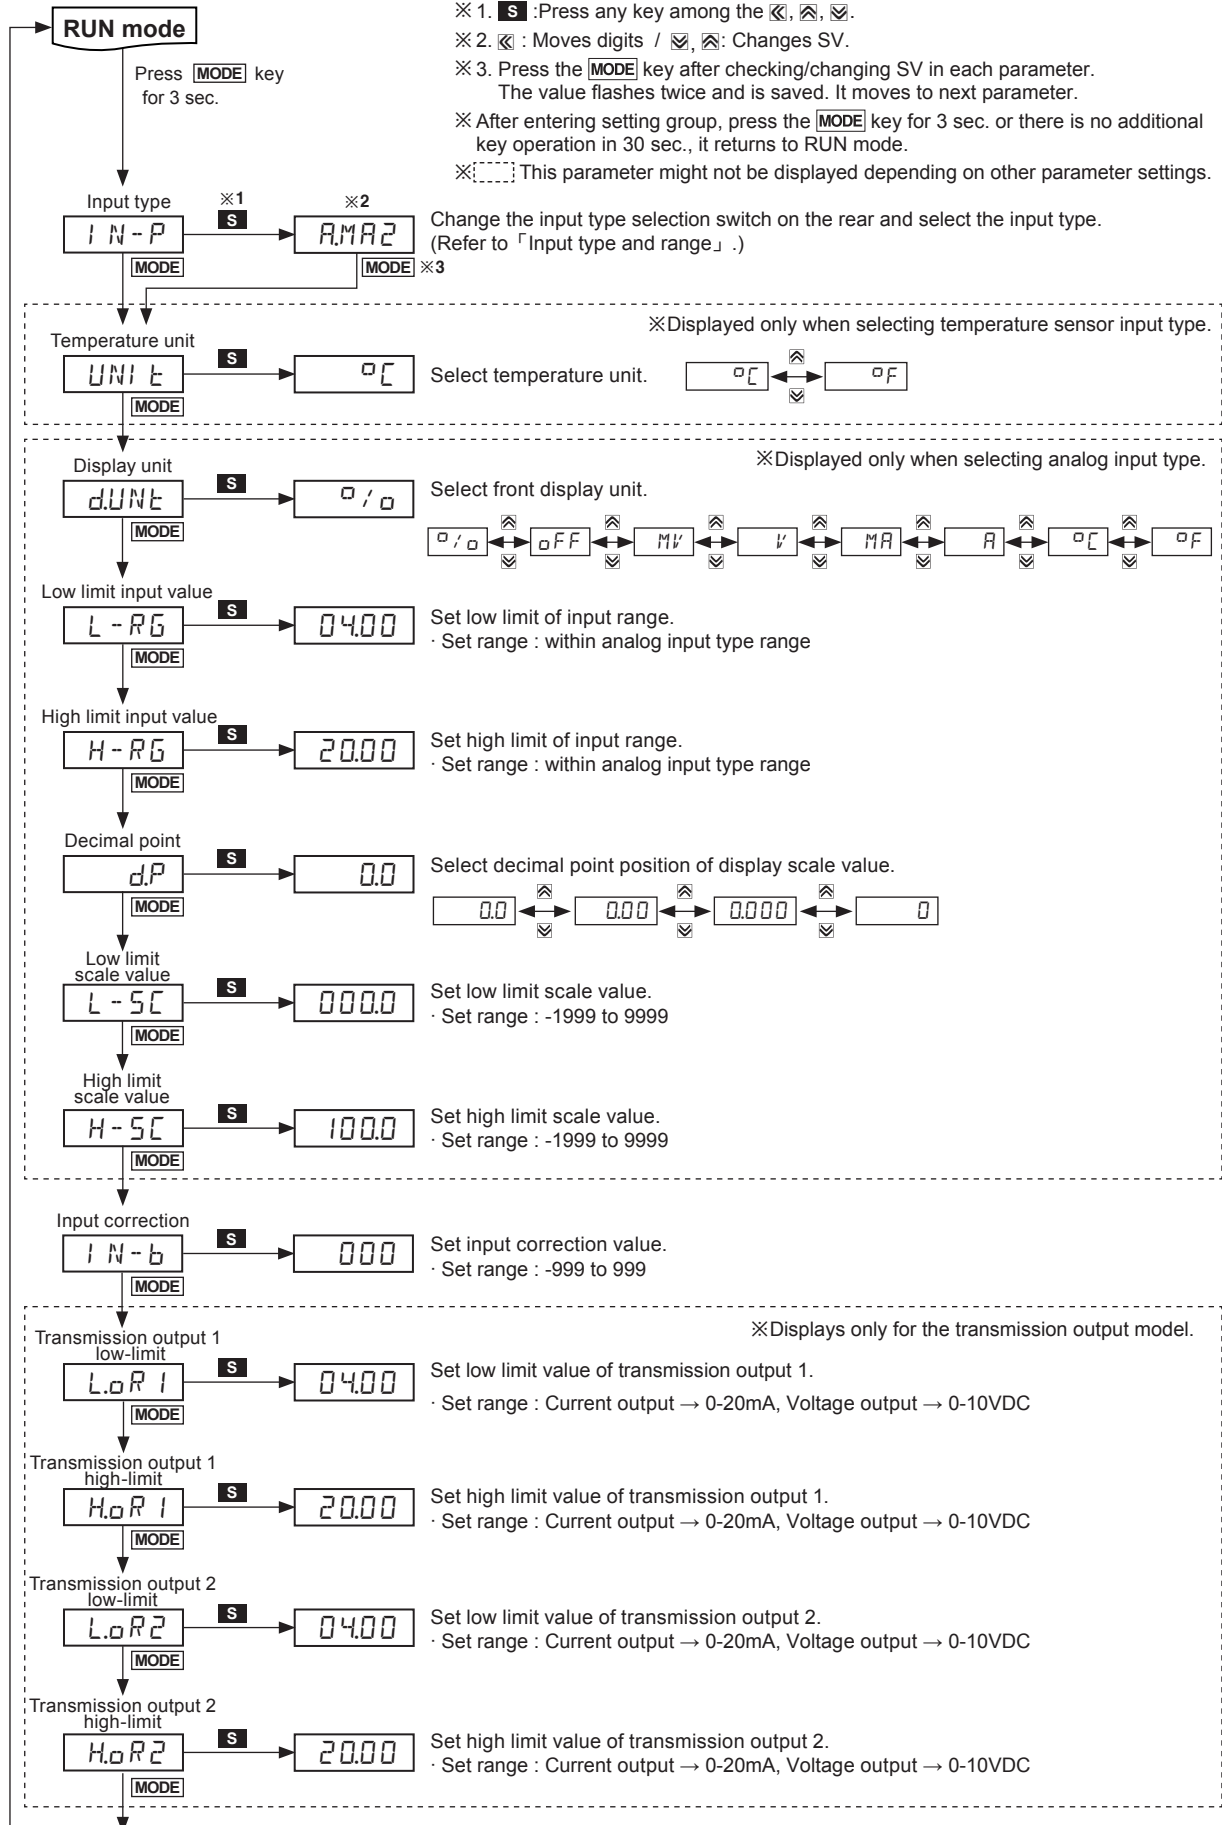 RUN mode
Press MODE key
for 3 sec.
※1. S :Press any key among the «, ︽, ︾.
※2. « : Moves digits / ︾, ︽: Changes SV.
※3. Press the MODE key after checking/changing SV in each parameter.
The value flashes twice and is saved. It moves to next parameter.
※After entering setting group, press the MODE key for 3 sec. or there is no additional
key operation in 30 sec., it returns to RUN mode.
※ This parameter might not be displayed depending on other parameter settings.
Input type
※1
※2
IN-P
S
A.MA2
MODE
MODE ※3
Change the input type selection switch on the rear and select the input type.
(Refer to「Input type and range」.)
※Displayed only when selecting temperature sensor input type.
Temperature unit
UNIt
S
°C
MODE
Select temperature unit.
°C
°F
※Displayed only when selecting analog input type.
Display unit
d.UNt
S
%
MODE
Select front display unit.
% oFF MV V MA A °C °F
Low limit input value
L-RG
S
04.00
MODE
Set low limit of input range.
· Set range : within analog input type range
High limit input value
H-RG
S
20.00
MODE
Set high limit of input range.
· Set range : within analog input type range
Decimal point
d.P
S
0.0
MODE
Select decimal point position of display scale value.
0.0 0.00 0.000 0
Low limit
scale value
L-SC
S
000.0
MODE
Set low limit scale value.
· Set range : -1999 to 9999
High limit
scale value
H-SC
S
100.0
MODE
Set high limit scale value.
· Set range : -1999 to 9999
Input correction
IN-b
S
000
MODE
Set input correction value.
· Set range : -999 to 999
※Displays only for the transmission output model.
Transmission output 1
low-limit
L.oR1
S
04.00
MODE
Set low limit value of transmission output 1.
· Set range : Current output → 0-20mA, Voltage output → 0-10VDC
Transmission output 1
high-limit
H.oR1
S
20.00
MODE
Set high limit value of transmission output 1.
· Set range : Current output → 0-20mA, Voltage output → 0-10VDC
Transmission output 2
low-limit
L.oR2
S
04.00
MODE
Set low limit value of transmission output 2.
· Set range : Current output → 0-20mA, Voltage output → 0-10VDC
Transmission output 2
high-limit
H.oR2
S
20.00
MODE
Set high limit value of transmission output 2.
· Set range : Current output → 0-20mA, Voltage output → 0-10VDC